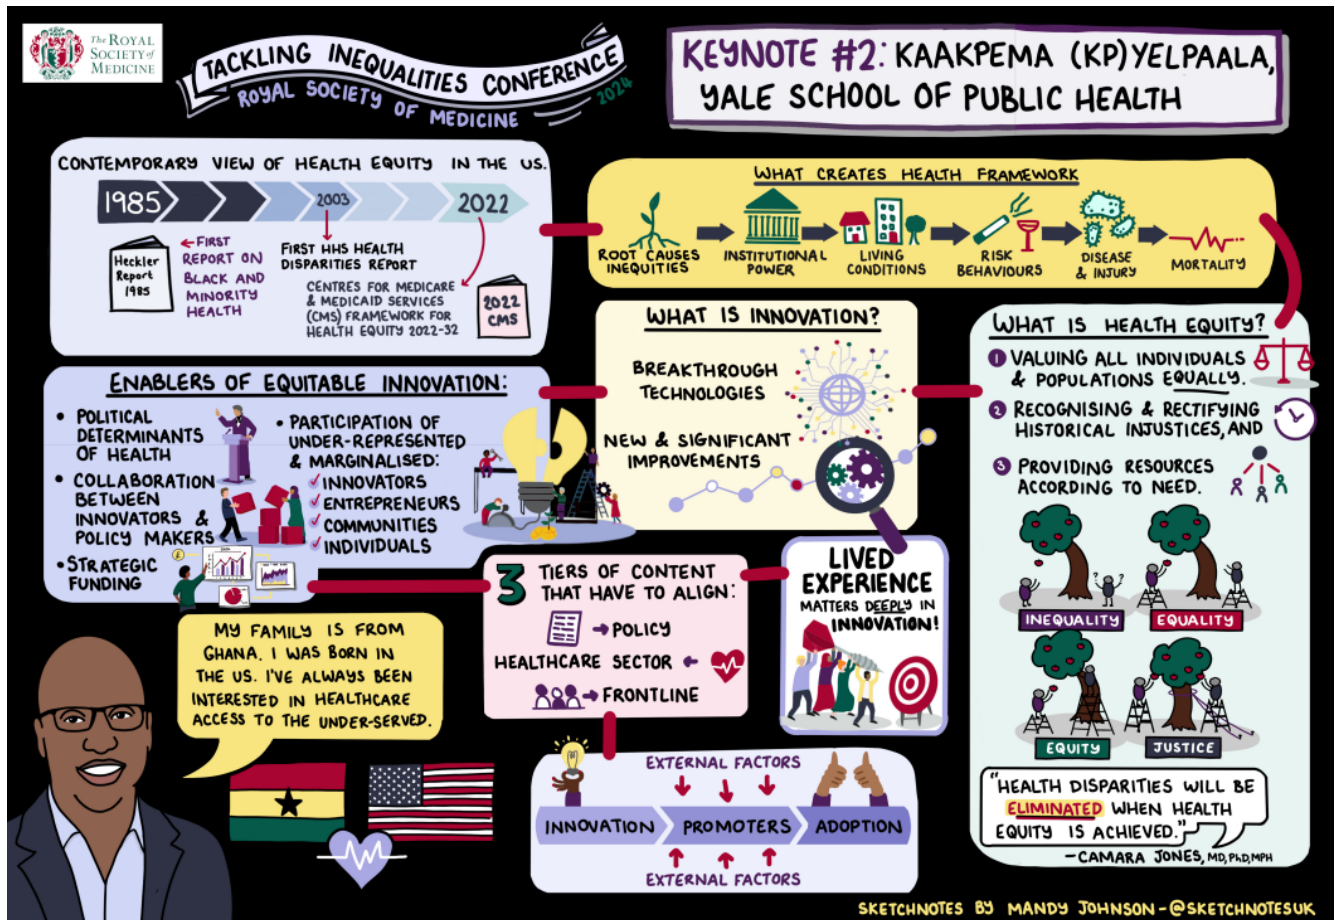 The ROYAL
SOCIETY of
MEDICINE
TACKLING INEQUALITIES CONFERENCE
ROYAL SOCIETY OF MEDICINE 2024
KEYNOTE #2: KAAKPEMA (KP) YELPAALA,
YALE SCHOOL OF PUBLIC HEALTH
CONTEMPORARY VIEW OF HEALTH EQUITY IN THE US.
1985
2003
2022
Heckler
Report
1985
FIRST
REPORT ON
BLACK AND
MINORITY
HEALTH
FIRST HHS HEALTH
DISPARITIES REPORT
CENTRES FOR MEDICARE
& MEDICAID SERVICES
(CMS) FRAMEWORK FOR
HEALTH EQUITY 2022-32
2022
CMS
WHAT CREATES HEALTH FRAMEWORK
ROOT CAUSES
INEQUITIES
INSTITUTIONAL
POWER
LIVING
CONDITIONS
RISK
BEHAVIOURS
DISEASE
& INJURY
MORTALITY
WHAT IS HEALTH EQUITY?
1 VALUING ALL INDIVIDUALS
& POPULATIONS EQUALLY.
2 RECOGNISING & RECTIFYING
HISTORICAL INJUSTICES, AND
3 PROVIDING RESOURCES
ACCORDING TO NEED.
INEQUALITY
EQUALITY
EQUITY
JUSTICE
"HEALTH DISPARITIES WILL BE
ELIMINATED WHEN HEALTH
EQUITY IS ACHIEVED."
-CAMARA JONES, MD, PhD, MPH
WHAT IS INNOVATION?
BREAKTHROUGH
TECHNOLOGIES
NEW & SIGNIFICANT
IMPROVEMENTS
ENABLERS OF EQUITABLE INNOVATION:
• POLITICAL
DETERMINANTS
OF HEALTH
• COLLABORATION
BETWEEN
INNOVATORS &
POLICY MAKERS
• STRATEGIC
FUNDING
£
• PARTICIPATION OF
UNDER-REPRESENTED
& MARGINALISED:
✓ INNOVATORS
✓ ENTREPRENEURS
✓ COMMUNITIES
✓ INDIVIDUALS
LIVED
EXPERIENCE
MATTERS DEEPLY IN
INNOVATION!
3 TIERS OF CONTENT
THAT HAVE TO ALIGN:
POLICY
HEALTHCARE SECTOR
FRONTLINE
MY FAMILY IS FROM
GHANA. I WAS BORN IN
THE US. I'VE ALWAYS BEEN
INTERESTED IN HEALTHCARE
ACCESS TO THE UNDER-SERVED.
EXTERNAL FACTORS
INNOVATION
PROMOTERS
ADOPTION
EXTERNAL FACTORS
SKETCHNOTES BY MANDY JOHNSON - @SKETCHNOTESUK